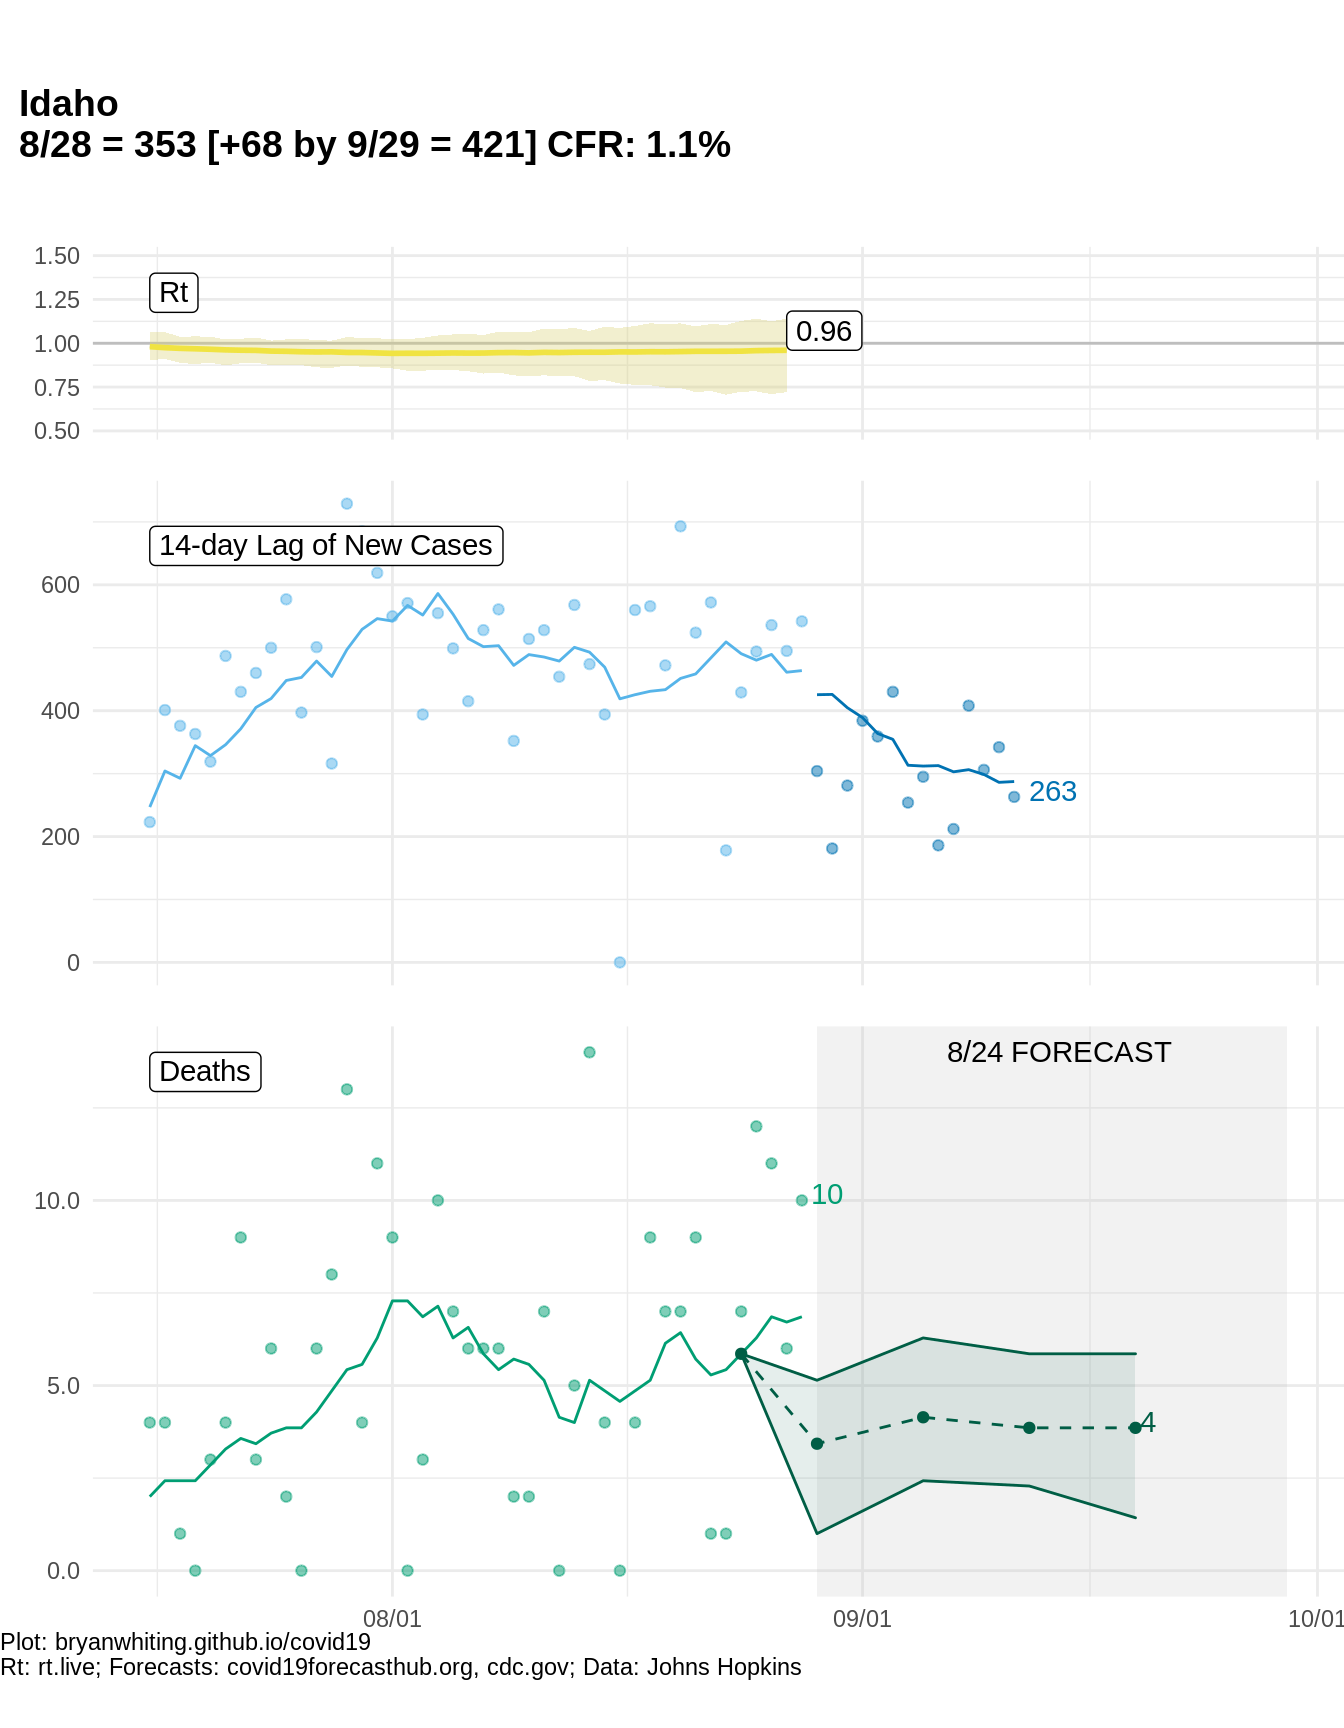 Idaho
8/28 = 353 [+68 by 9/29 = 421] CFR: 1.1%
1.50
1.25
1.00
0.75
0.50
Rt
0.96
600
400
200
0
14-day Lag of New Cases
263
10.0
5.0
0.0
Deaths
8/24 FORECAST
10
4
08/01
09/01
10/01
Plot: bryanwhiting.github.io/covid19
Rt: rt.live; Forecasts: covid19forecasthub.org, cdc.gov; Data: Johns Hopkins